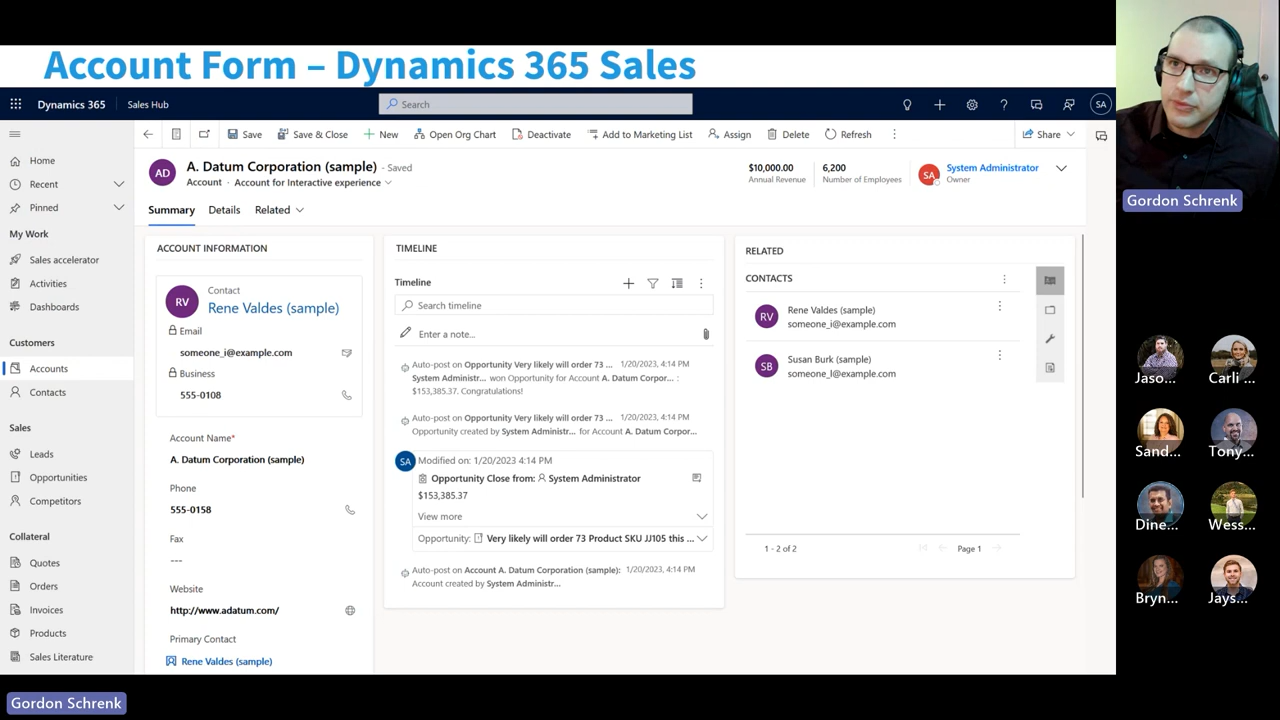 Account Form – Dynamics 365 Sales
Dynamics 365
Sales Hub
Search
SA
Save
Save & Close
New
Open Org Chart
Deactivate
Add to Marketing List
Assign
Delete
Refresh
Share
Home
Recent
Pinned
My Work
Sales accelerator
Activities
Dashboards
Customers
Accounts
Contacts
Sales
Leads
Opportunities
Competitors
Collateral
Quotes
Orders
Invoices
Products
Sales Literature
AD
A. Datum Corporation (sample) - Saved
Account · Account for Interactive experience
$10,000.00
Annual Revenue
6,200
Number of Employees
SA
System Administrator
Owner
Summary
Details
Related
ACCOUNT INFORMATION
RV
Contact
Rene Valdes (sample)
Email
someone_i@example.com
Business
555-0108
Account Name*
A. Datum Corporation (sample)
Phone
555-0158
Fax
---
Website
http://www.adatum.com/
Primary Contact
Rene Valdes (sample)
TIMELINE
Timeline
Search timeline
Enter a note...
Auto-post on Opportunity Very likely will order 73 ... 1/20/2023, 4:14 PM
System Administr... won Opportunity for Account A. Datum Corpor... :
$153,385.37. Congratulations!
Auto-post on Opportunity Very likely will order 73 ... 1/20/2023, 4:14 PM
Opportunity created by System Administr... for Account A. Datum Corpor...
SA
Modified on: 1/20/2023 4:14 PM
Opportunity Close from: System Administrator
$153,385.37
View more
Opportunity: Very likely will order 73 Product SKU JJ105 this ...
Auto-post on Account A. Datum Corporation (sample): 1/20/2023, 4:14 PM
Account created by System Administr...
RELATED
CONTACTS
RV
Rene Valdes (sample)
someone_i@example.com
SB
Susan Burk (sample)
someone_l@example.com
1 - 2 of 2
Page 1
Gordon Schrenk
Jaso...
Carli ...
Sand...
Tony...
Dine...
Wess...
Bryn...
Jays...
Gordon Schrenk